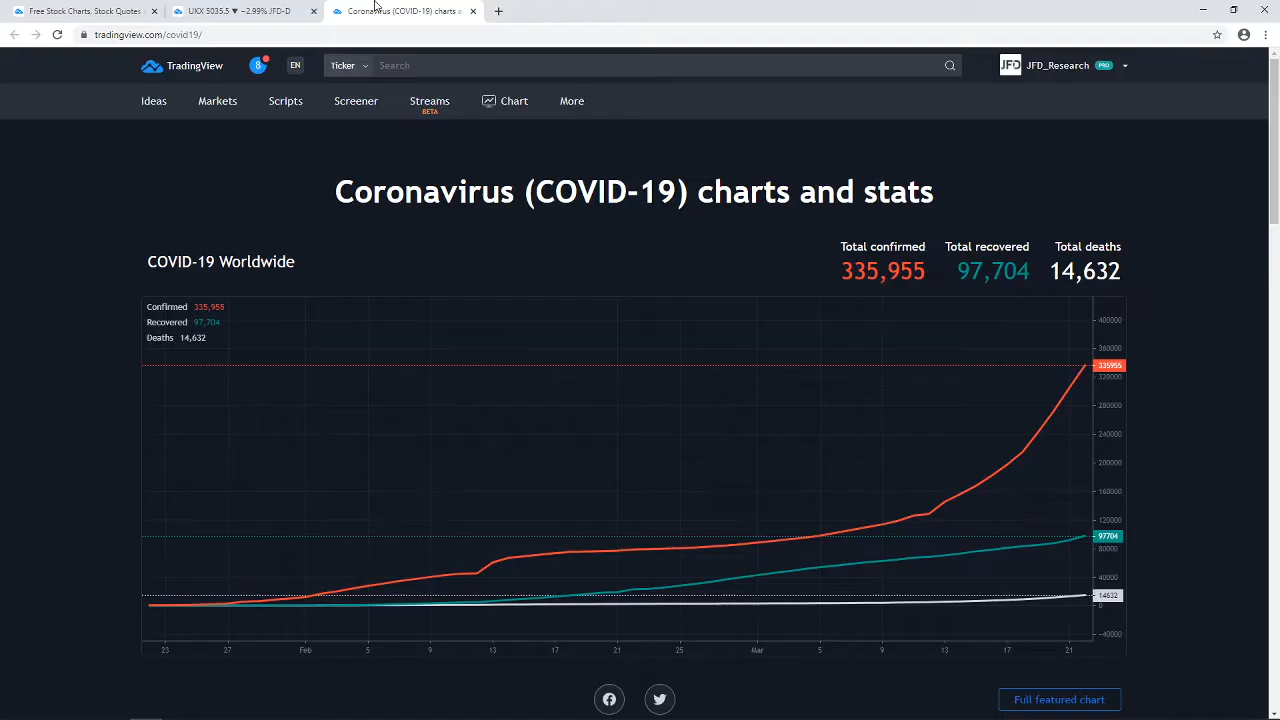 Free Stock Charts, Stock Quotes
UKX 5035.5 ▼ −2.99% JFD-D
Coronavirus (COVID-19) charts a
tradingview.com/covid19/
TradingView
8
EN
Ticker
Search
JFD
JFD_Research
PRO
Ideas
Markets
Scripts
Screener
Streams
BETA
Chart
More
Coronavirus (COVID-19) charts and stats
COVID-19 Worldwide
Total confirmed
335,955
Total recovered
97,704
Total deaths
14,632
Confirmed 335,955
Recovered 97,704
Deaths 14,632
400000
360000
335955
320000
280000
240000
200000
160000
120000
97704
80000
40000
14632
0
−40000
23 27 Feb 5 9 13 17 21 25 Mar 5 9 13 17 21
Full featured chart